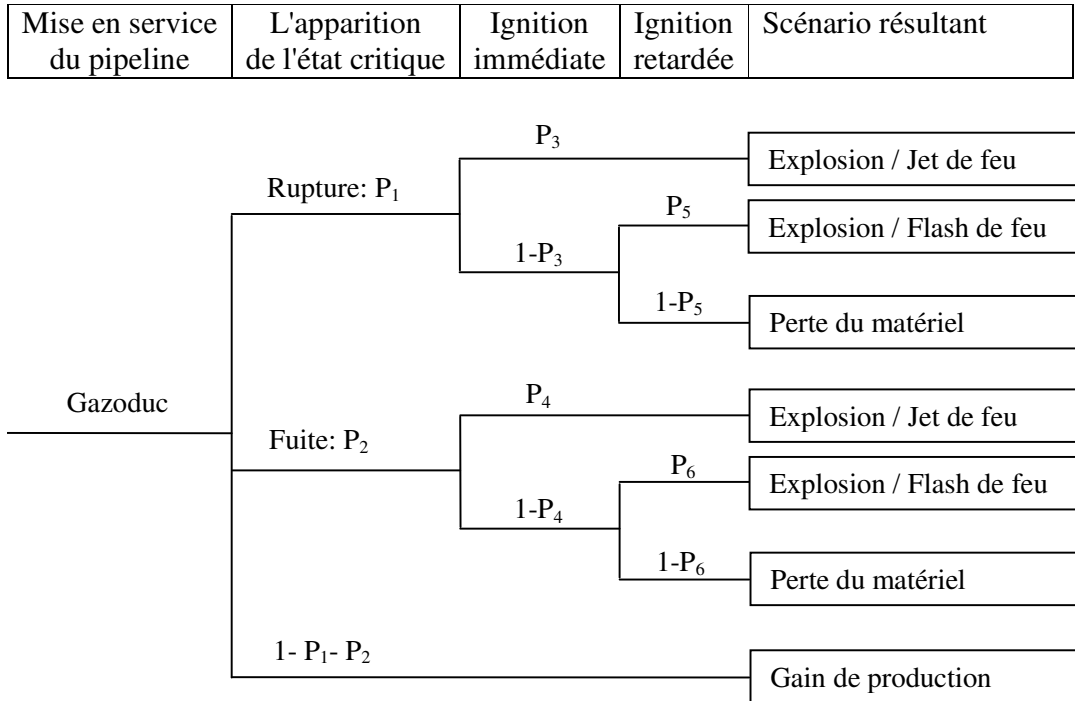 Mise en service du pipeline
L'apparition de l'état critique
Ignition immédiate
Ignition retardée
Scénario résultant
P₃
Explosion / Jet de feu
Rupture: P₁
P₅
Explosion / Flash de feu
1-P₃
1-P₅
Perte du matériel
Gazoduc
P₄
Explosion / Jet de feu
Fuite: P₂
P₆
Explosion / Flash de feu
1-P₄
1-P₆
Perte du matériel
1- P₁- P₂
Gain de production